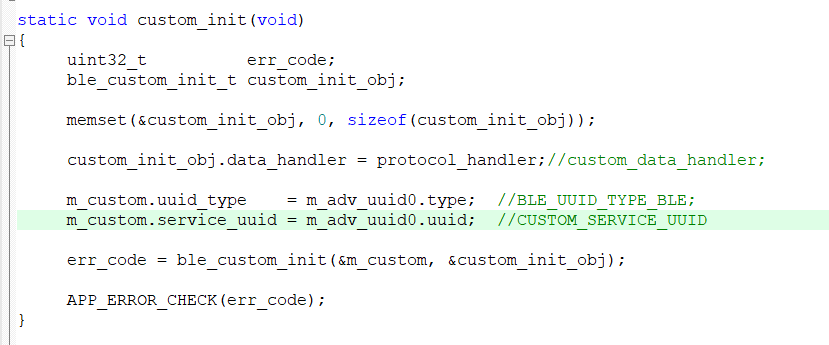 static void custom_init(void)
{
uint32_t err_code;
ble_custom_init_t custom_init_obj;
memset(&custom_init_obj, 0, sizeof(custom_init_obj));
custom_init_obj.data_handler = protocol_handler;//custom_data_handler;
m_custom.uuid_type = m_adv_uuid0.type; //BLE_UUID_TYPE_BLE;
m_custom.service_uuid = m_adv_uuid0.uuid; //CUSTOM_SERVICE_UUID
err_code = ble_custom_init(&m_custom, &custom_init_obj);
APP_ERROR_CHECK(err_code);
}